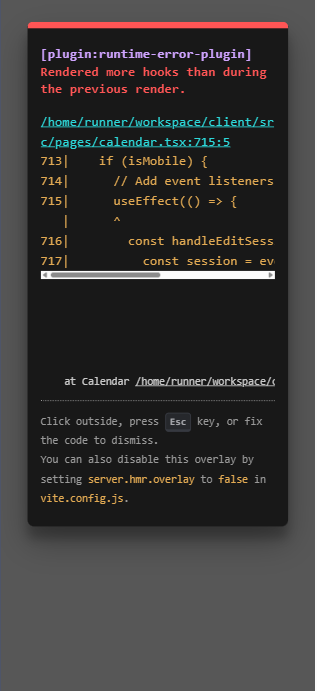 [plugin:runtime-error-plugin]
Rendered more hooks than during
the previous render.
/home/runner/workspace/client/sr
c/pages/calendar.tsx:715:5
713|    if (isMobile) {
714|      // Add event listeners
715|      useEffect(() => {
   |      ^
716|        const handleEditSess
717|          const session = eve
at Calendar /home/runner/workspace/c
Click outside, press Esc key, or fix
the code to dismiss.
You can also disable this overlay by
setting server.hmr.overlay to false in
vite.config.js.